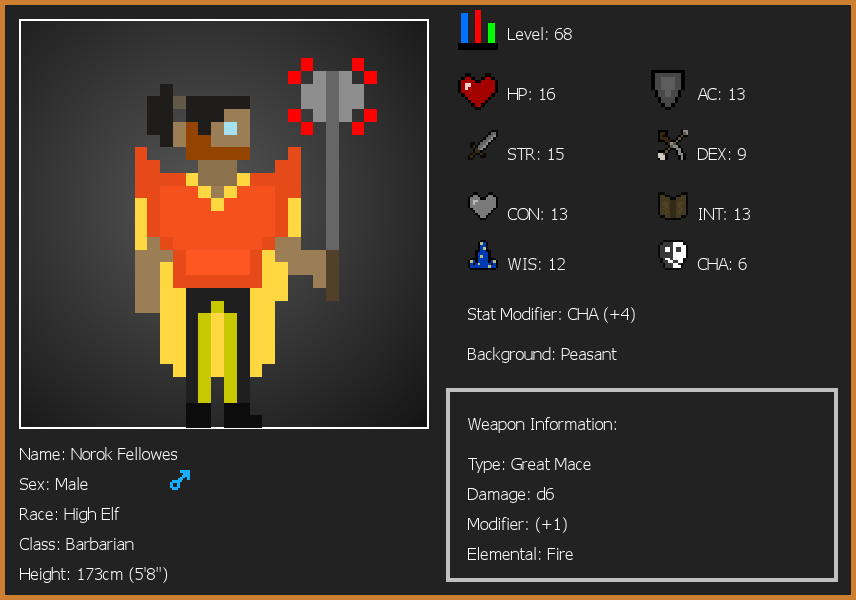 Level: 68
HP: 16
AC: 13
STR: 15
DEX: 9
CON: 13
INT: 13
WIS: 12
CHA: 6
Stat Modifier: CHA (+4)
Background: Peasant
Weapon Information:
Type: Great Mace
Damage: d6
Modifier: (+1)
Elemental: Fire
Name: Norok Fellowes
Sex: Male
Race: High Elf
Class: Barbarian
Height: 173cm (5'8")